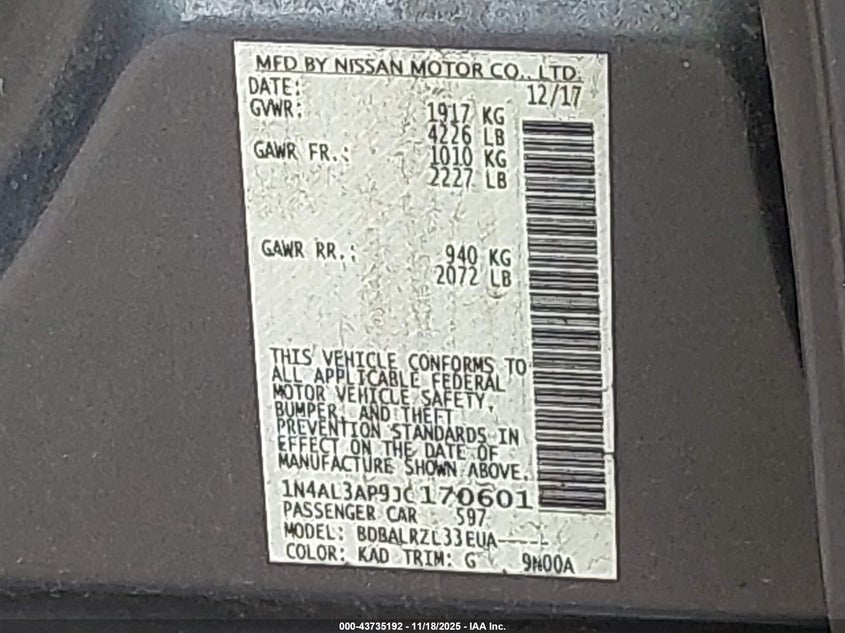 MFD BY NISSAN MOTOR CO., LTD.
DATE: 12/17
GVWR: 1917 KG
4226 LB
GAWR FR.: 1010 KG
2227 LB
GAWR RR.: 940 KG
2072 LB
THIS VEHICLE CONFORMS TO
ALL APPLICABLE FEDERAL
MOTOR VEHICLE SAFETY,
BUMPER, AND THEFT
PREVENTION STANDARDS IN
EFFECT ON THE DATE OF
MANUFACTURE SHOWN ABOVE.
1N4AL3AP9JC170601
PASSENGER CAR 597
MODEL: BDBALRZL33EUA-----
COLOR: KAD TRIM: G 9N00A
000-43735192 - 11/18/2025 - IAA Inc.